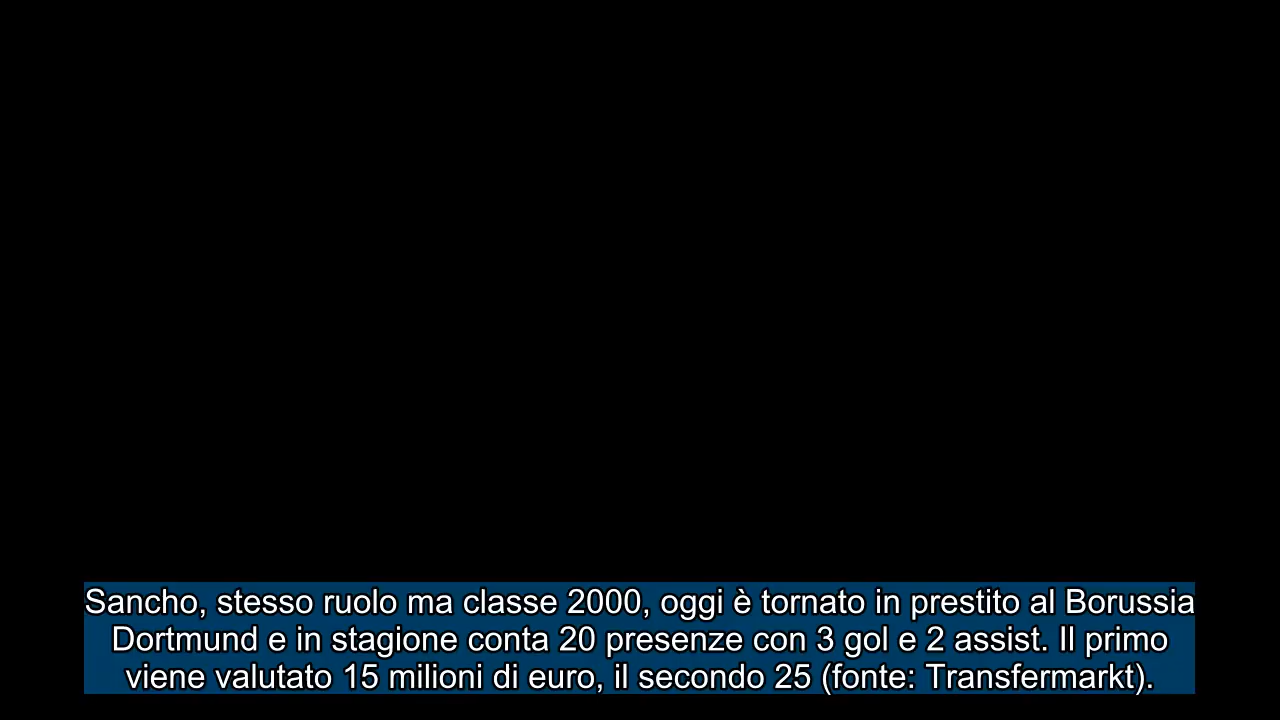 Sancho, stesso ruolo ma classe 2000, oggi è tornato in prestito al Borussia
Dortmund e in stagione conta 20 presenze con 3 gol e 2 assist. Il primo
viene valutato 15 milioni di euro, il secondo 25 (fonte: Transfermarkt).